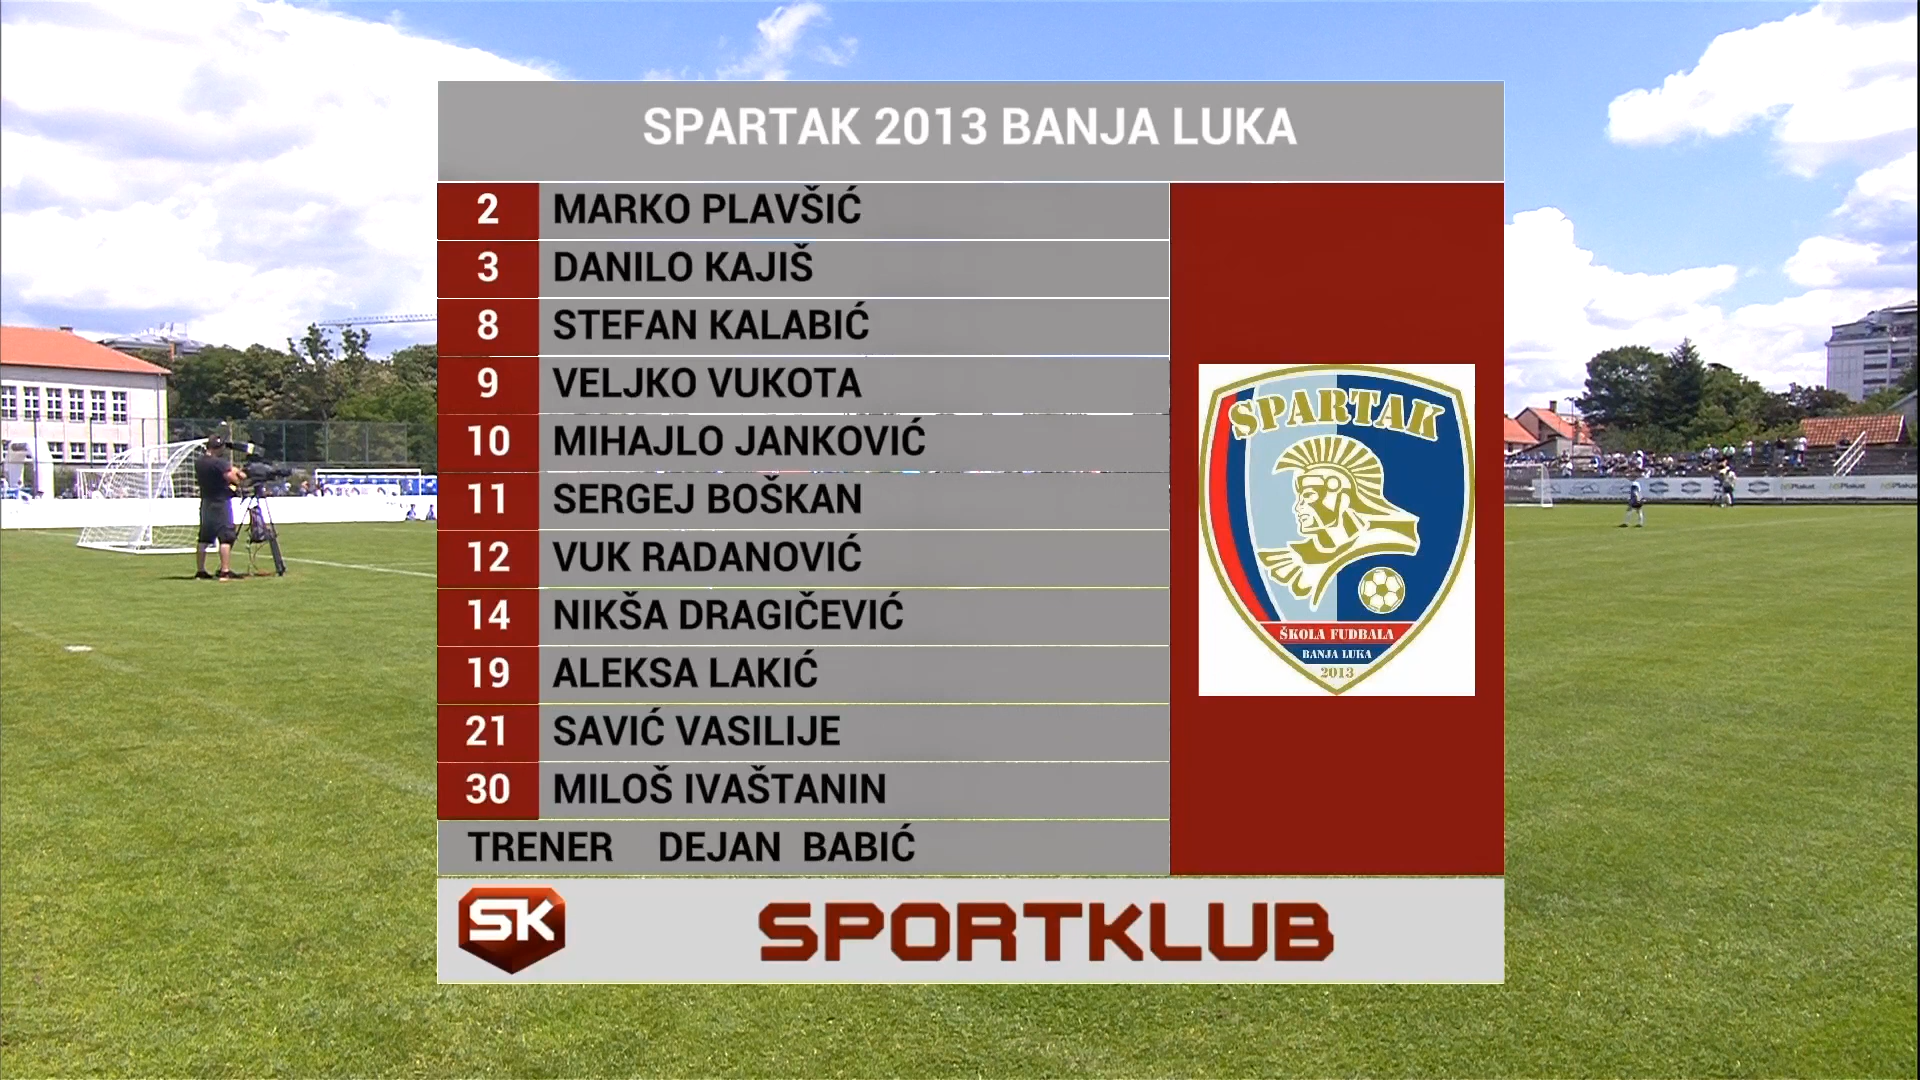 SPARTAK 2013 BANJA LUKA
2 MARKO PLAVŠIĆ
3 DANILO KAJIŠ
8 STEFAN KALABIĆ
9 VELJKO VUKOTA
10 MIHAJLO JANKOVIĆ
11 SERGEJ BOŠKAN
12 VUK RADANOVIĆ
14 NIKŠA DRAGIČEVIĆ
19 ALEKSA LAKIĆ
21 SAVIĆ VASILIJE
30 MILOŠ IVAŠTANIN
TRENER DEJAN BABIĆ
SPARTAK
ŠKOLA FUDBALA
BANJA LUKA
2013
SK SPORTKLUB